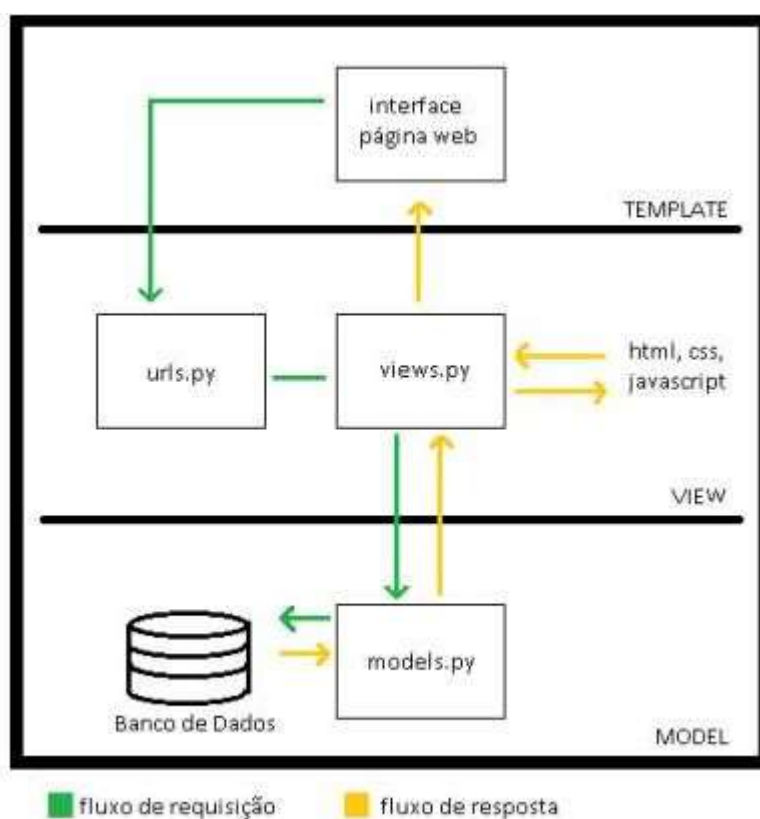 interface
página web
TEMPLATE
urls.py
views.py
html, css,
javascript
VIEW
models.py
Banco de Dados
MODEL
fluxo de requisição
fluxo de resposta